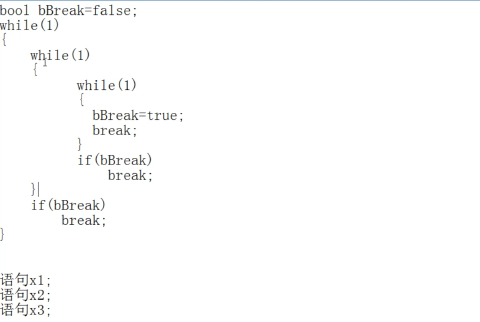 bool bBreak=false;
while(1)
{
while(1)
{
while(1)
{
bBreak=true;
break;
}
if(bBreak)
break;
}
if(bBreak)
break;
}
语句x1;
语句x2;
语句x3;